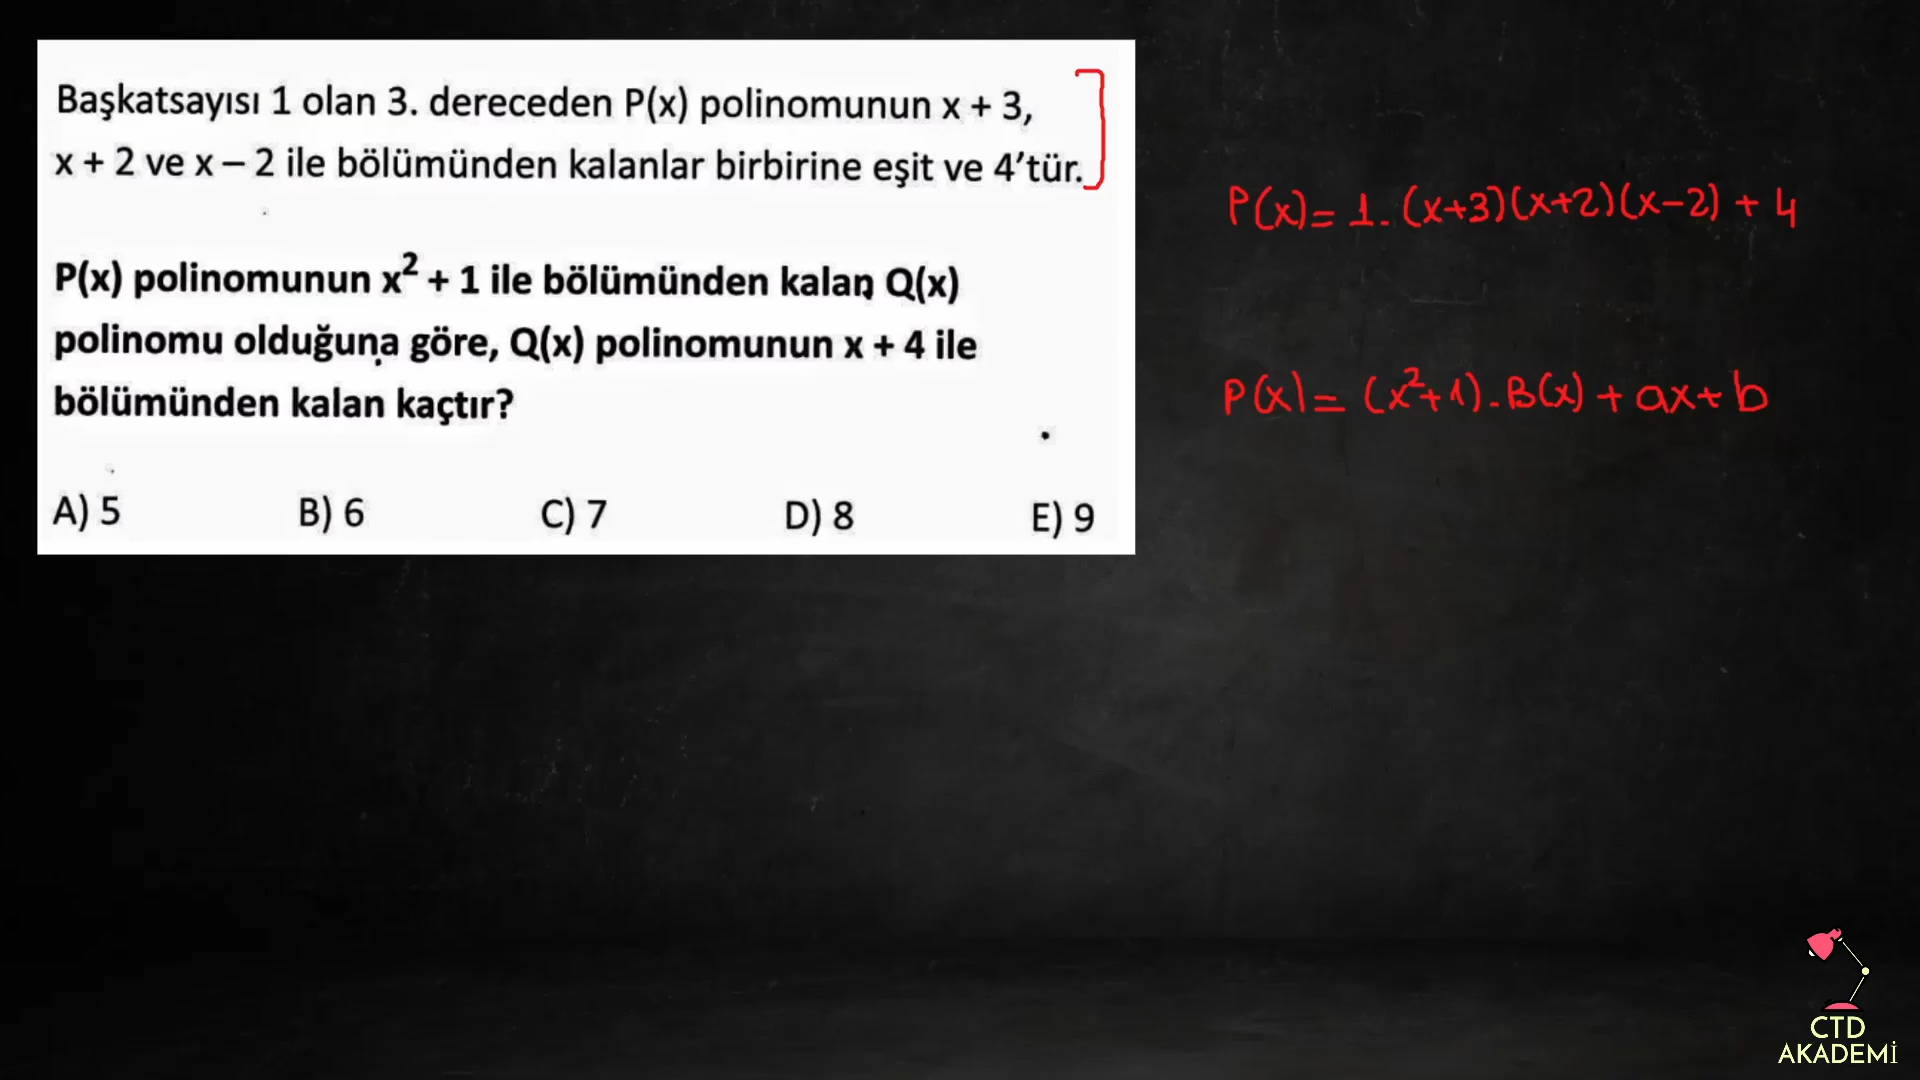 Başkatsayısı 1 olan 3. dereceden P(x) polinomunun x + 3,
x + 2 ve x – 2 ile bölümünden kalanlar birbirine eşit ve 4'tür.
P(x) polinomunun x² + 1 ile bölümünden kalan Q(x)
polinomu olduğuna göre, Q(x) polinomunun x + 4 ile
bölümünden kalan kaçtır?
A) 5 B) 6 C) 7 D) 8 E) 9
P(x) = 1. (x+3)(x+2)(x-2) + 4
P(x) = (x²+1). B(x) + ax + b
CTD
AKADEMİ